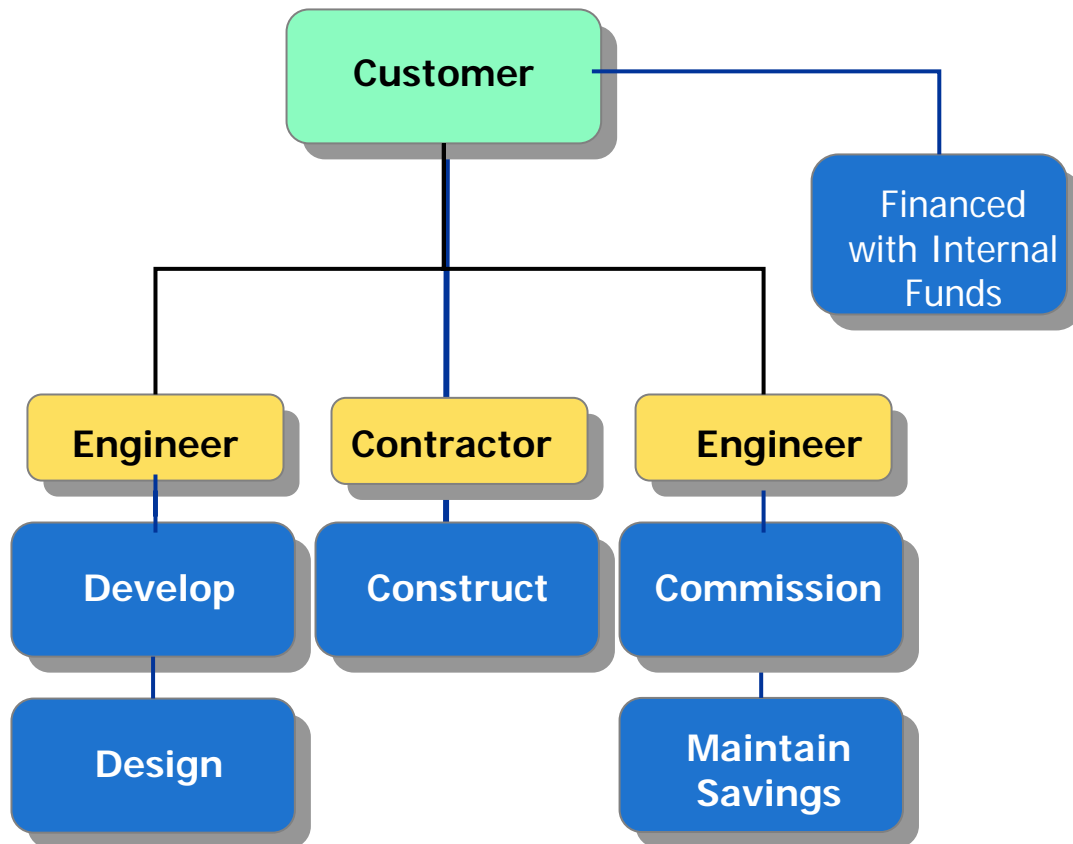 Customer
Financed
with Internal
Funds
Engineer
Contractor
Engineer
Develop
Construct
Commission
Design
Maintain
Savings